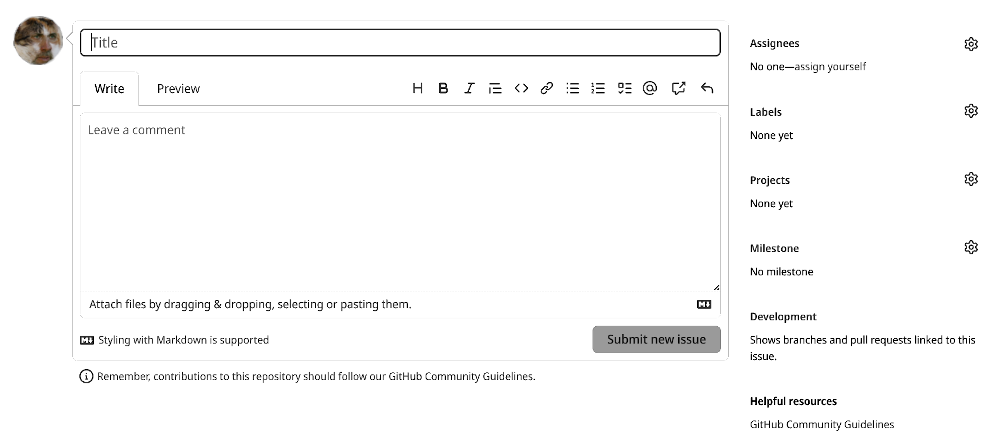 Title
Write
Preview
Leave a comment
Attach files by dragging & dropping, selecting or pasting them.
Styling with Markdown is supported
Submit new issue
Remember, contributions to this repository should follow our GitHub Community Guidelines.
Assignees
No one—assign yourself
Labels
None yet
Projects
None yet
Milestone
No milestone
Development
Shows branches and pull requests linked to this
issue.
Helpful resources
GitHub Community Guidelines